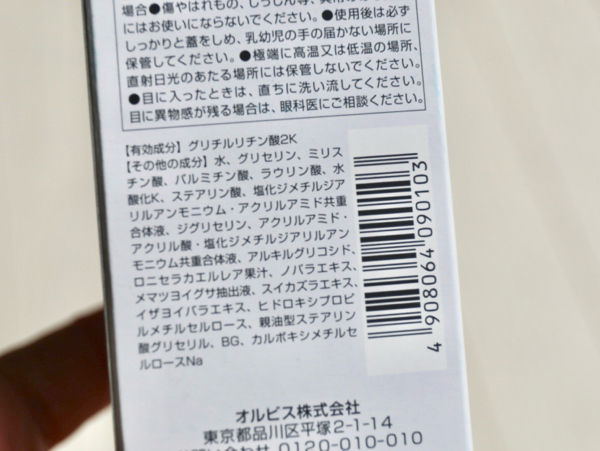 場合●傷やはれもの、しっしん等、異常の
にはお使いにならないでください。●使用後は必ず
しっかりと蓋をしめ、乳幼児の手の届かない場所に
保管してください。●極端に高温又は低温の場所、
直射日光のあたる場所には保管しないでください。
●目に入ったときは、直ちに洗い流してください。
目に異物感が残る場合は、眼科医にご相談ください。
【有効成分】グリチルリチン酸2K
【その他の成分】水、グリセリン、ミリス
チン酸、パルミチン酸、ラウリン酸、水
酸化K、ステアリン酸、塩化ジメチルジア
リルアンモニウム・アクリルアミド共重
合体液、ジグリセリン、アクリルアミド・
アクリル酸・塩化ジメチルジアリルアン
モニウム共重合体液、アルキルグリコシド、
ロニセラカエルレア果汁、ノバラエキス、
メマツヨイグサ抽出液、スイカズラエキス、
イザヨイバラエキス、ヒドロキシプロピ
ルメチルセルロース、親油型ステアリン
酸グリセリル、BG、カルボキシメチルセ
ルロースNa
4 908064 090103
オルビス株式会社
東京都品川区平塚2-1-14
お問い合わせ 0120-010-010